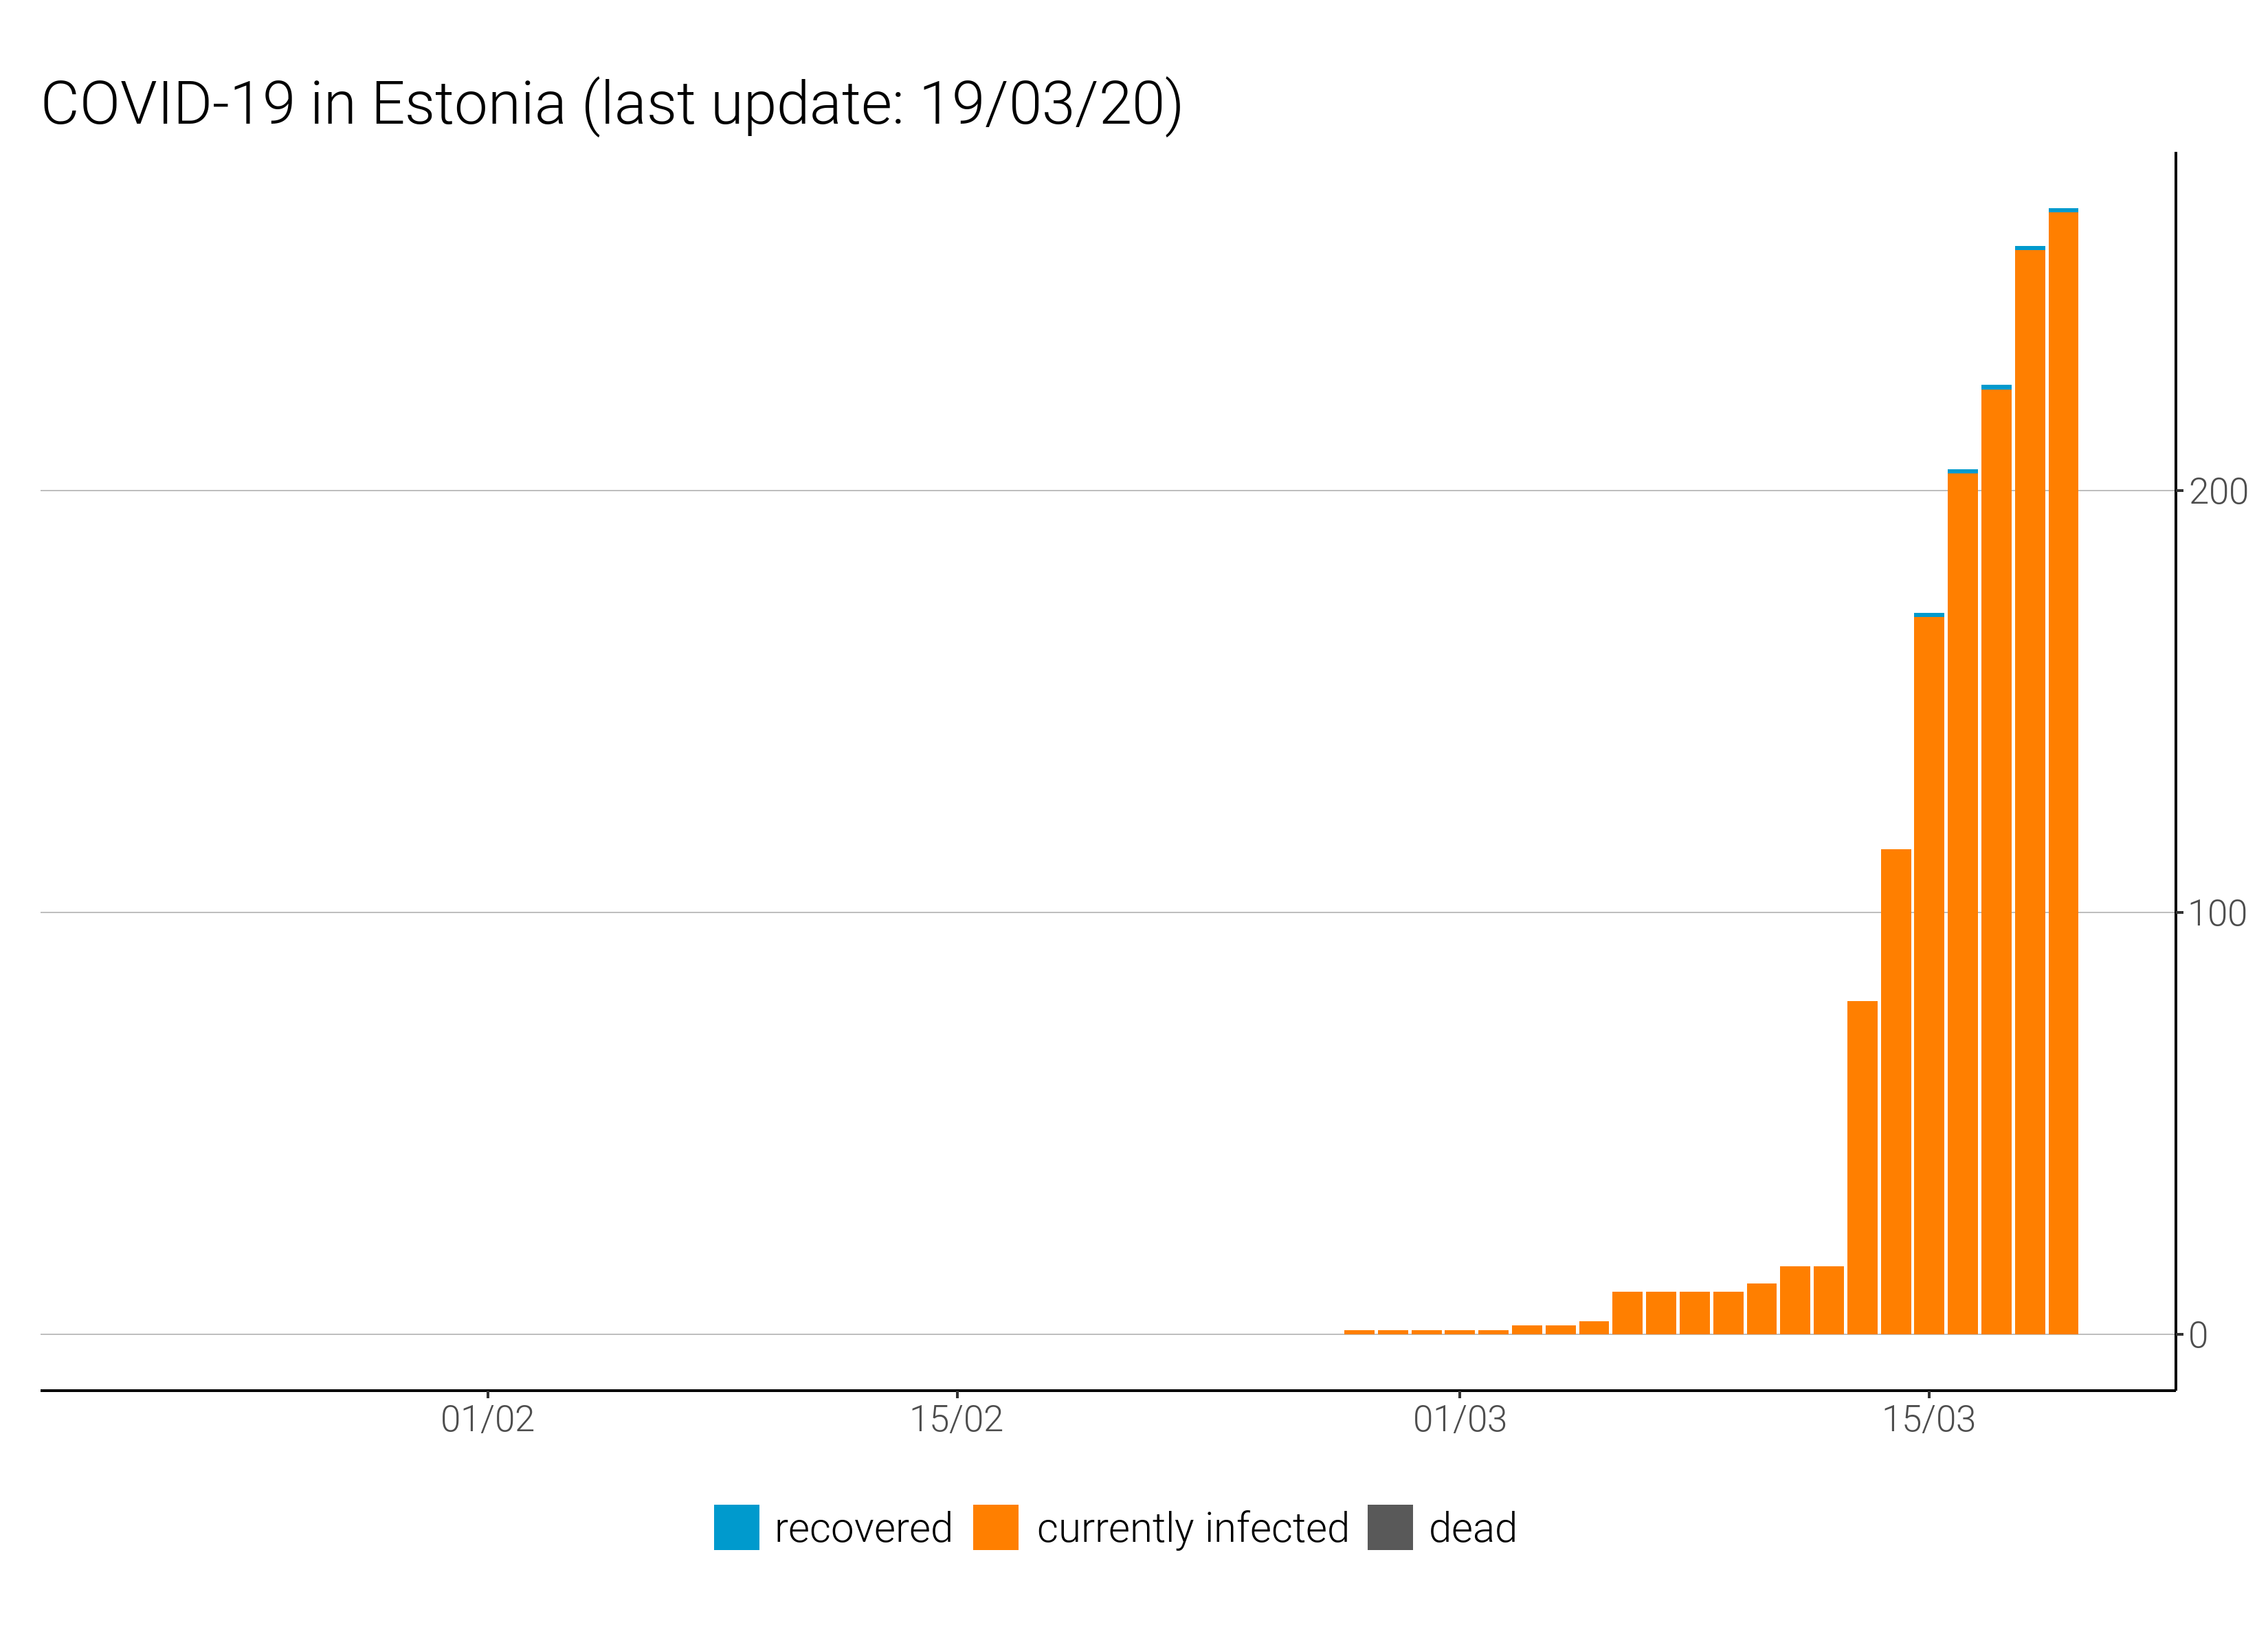 COVID-19 in Estonia (last update: 19/03/20)
200
100
0
01/02 15/02 01/03 15/03
recovered currently infected dead